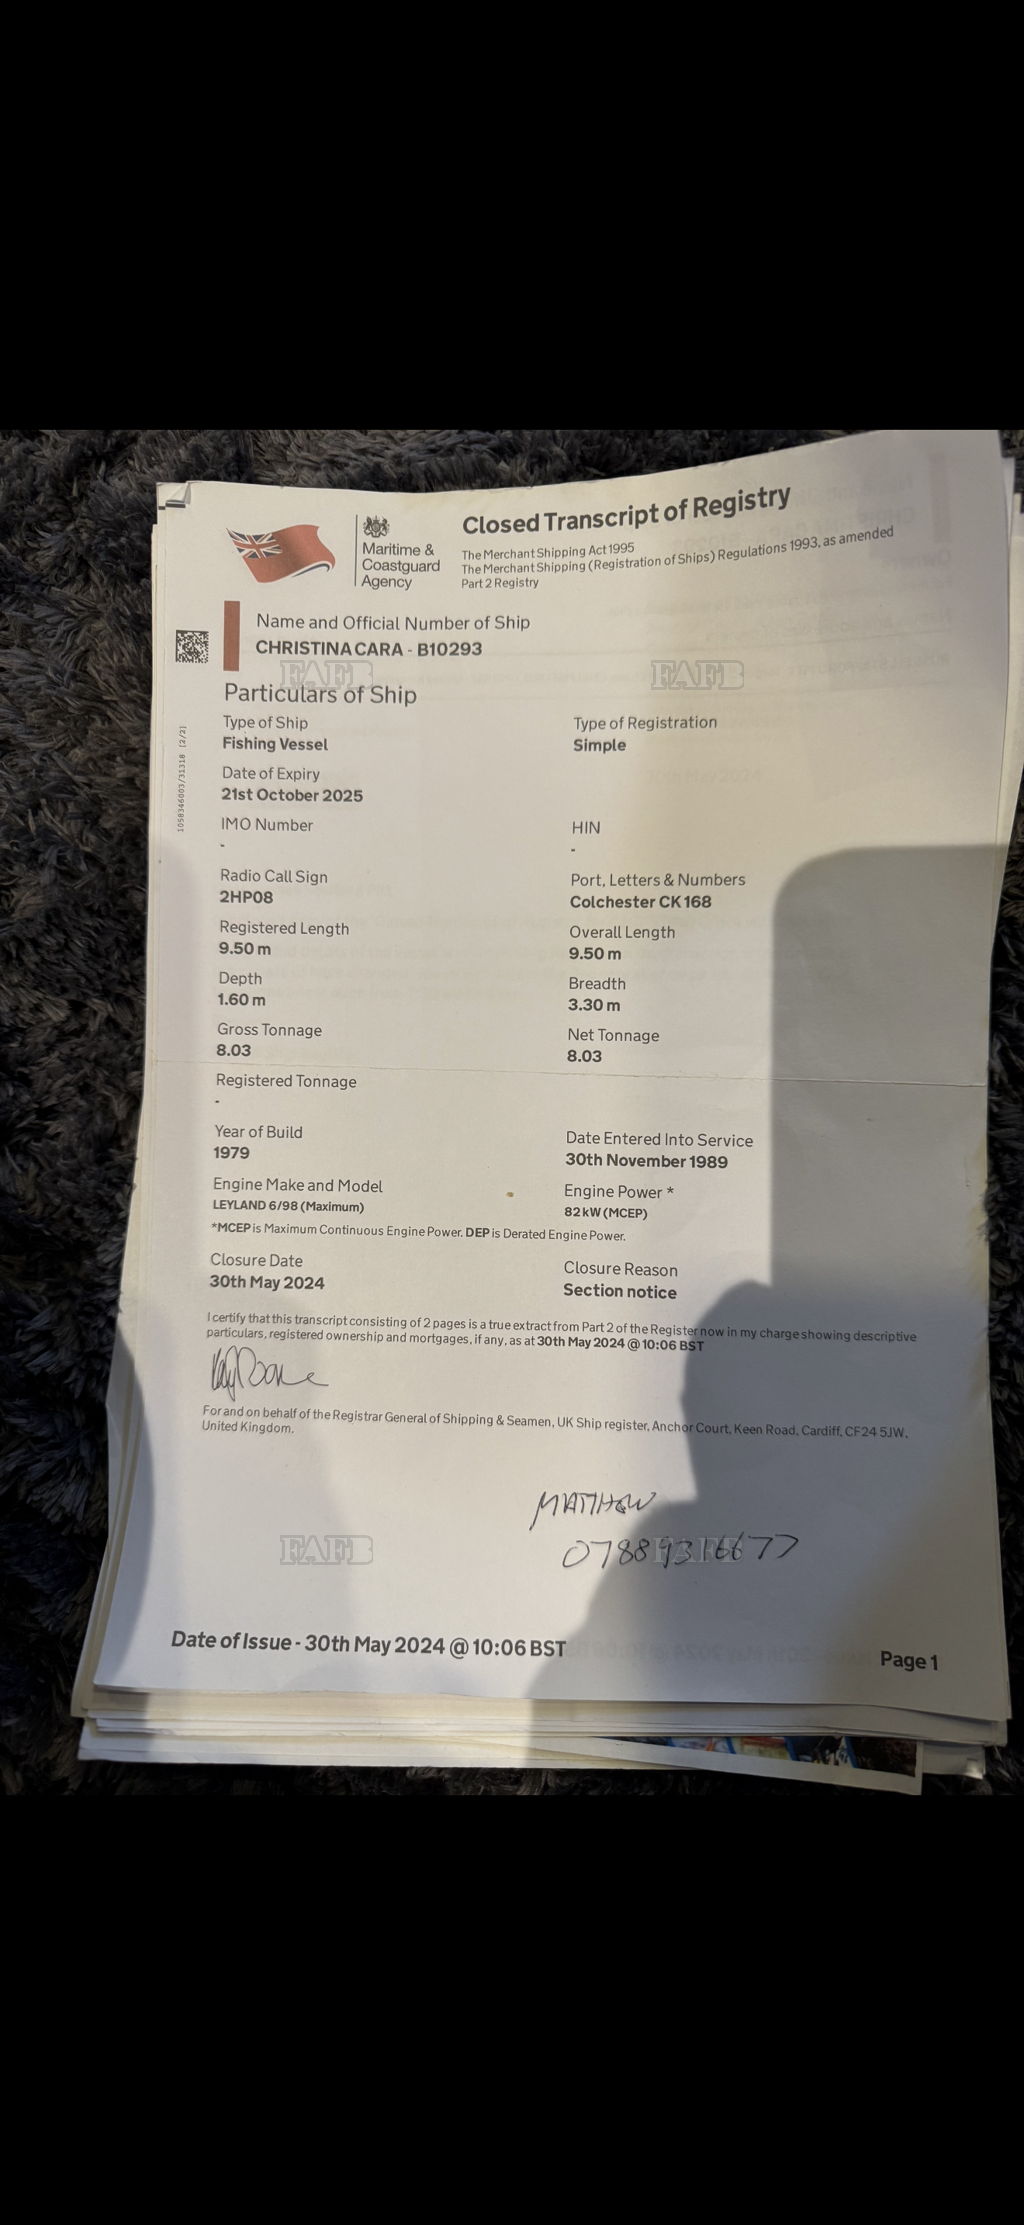 Closed Transcript of Registry
The Merchant Shipping Act 1995
The Merchant Shipping (Registration of Ships) Regulations 1993, as amended
Part 2 Registry
Maritime &
Coastguard
Agency
Name and Official Number of Ship
CHRISTINA CARA - B10293
FAFB FAFB
Particulars of Ship
Type of Ship Type of Registration
Fishing Vessel Simple
Date of Expiry
21st October 2025
IMO Number HIN
- -
Radio Call Sign Port, Letters & Numbers
2HP08 Colchester CK 168
Registered Length Overall Length
9.50 m 9.50 m
Depth Breadth
1.60 m 3.30 m
Gross Tonnage Net Tonnage
8.03 8.03
Registered Tonnage
-
Year of Build Date Entered Into Service
1979 30th November 1989
Engine Make and Model Engine Power *
LEYLAND 6/98 (Maximum) 82 kW (MCEP)
*MCEP is Maximum Continuous Engine Power. DEP is Derated Engine Power.
Closure Date Closure Reason
30th May 2024 Section notice
I certify that this transcript consisting of 2 pages is a true extract from Part 2 of the Register now in my charge showing descriptive
particulars, registered ownership and mortgages, if any, as at 30th May 2024 @ 10:06 BST
For and on behalf of the Registrar General of Shipping & Seamen, UK Ship register, Anchor Court, Keen Road, Cardiff, CF24 5JW,
United Kingdom.
MATTHEW
FAFB FAFB
Date of Issue - 30th May 2024 @ 10:06 BST
Page 1
1058346003/31318 (2/2)